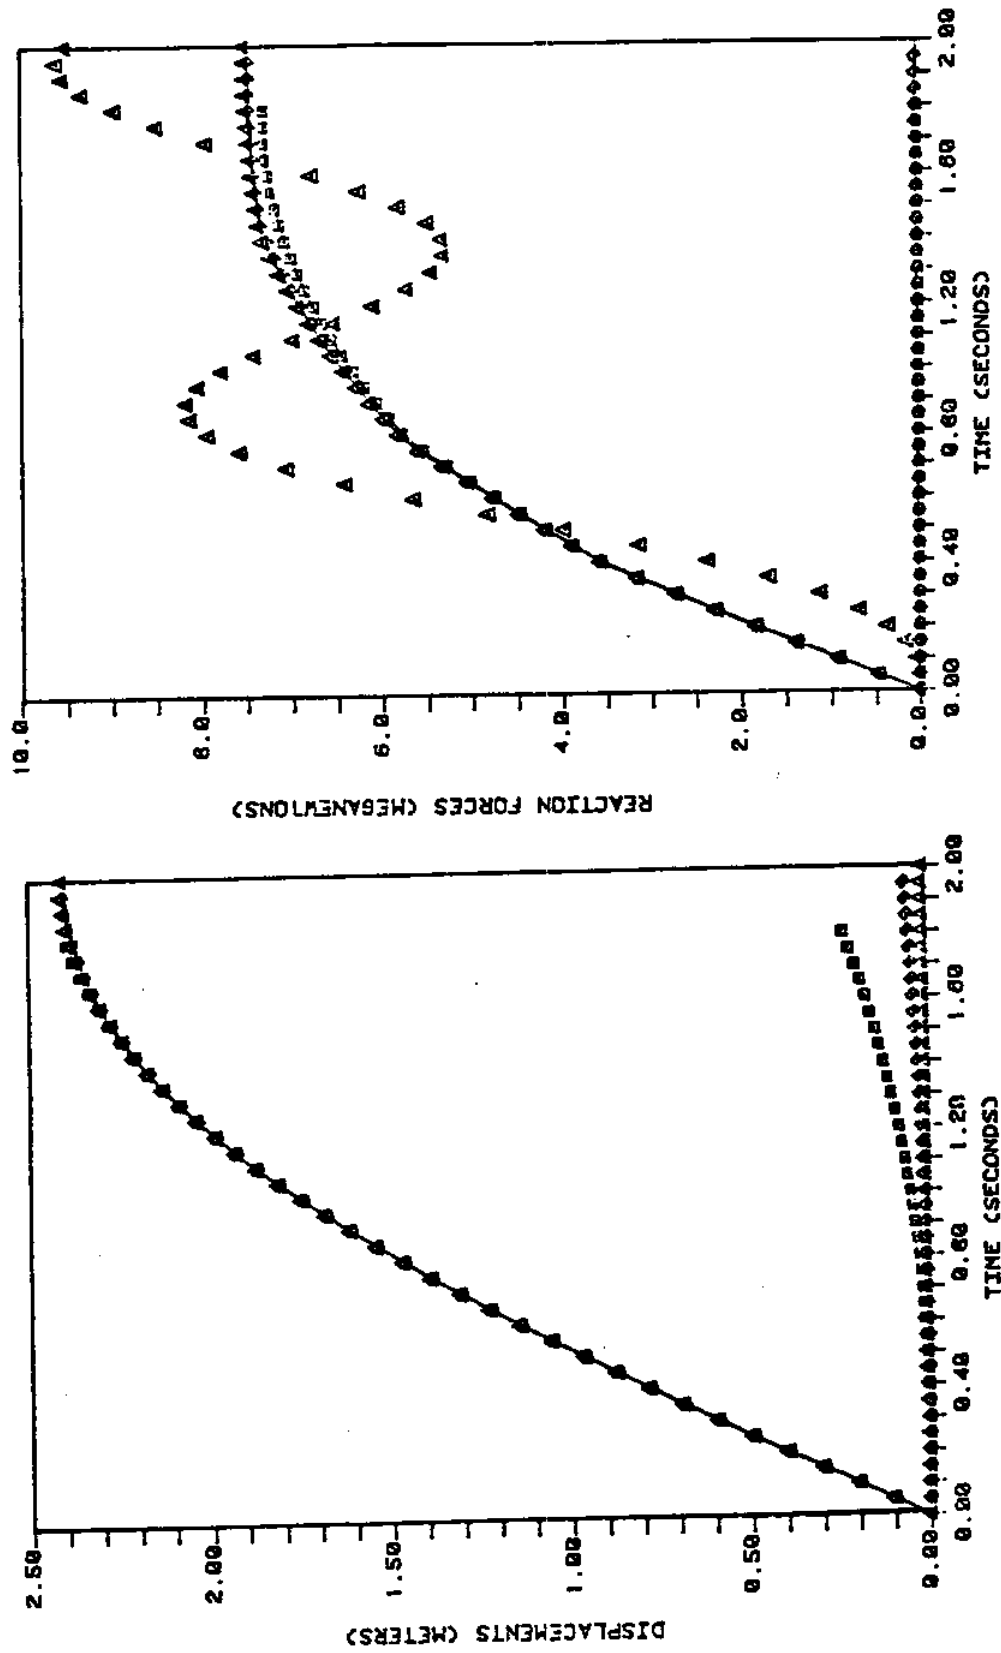 DISPLACEMENTS (METERS)
2.50
2.00
1.50
1.00
0.50
0.00
0.00 0.40 0.80 1.20 1.60 2.00
TIME (SECONDS)
REACTION FORCES (MEGANEWTONS)
10.0
8.0
6.0
4.0
2.0
0.0
0.00 0.40 0.80 1.20 1.60 2.00
TIME (SECONDS)